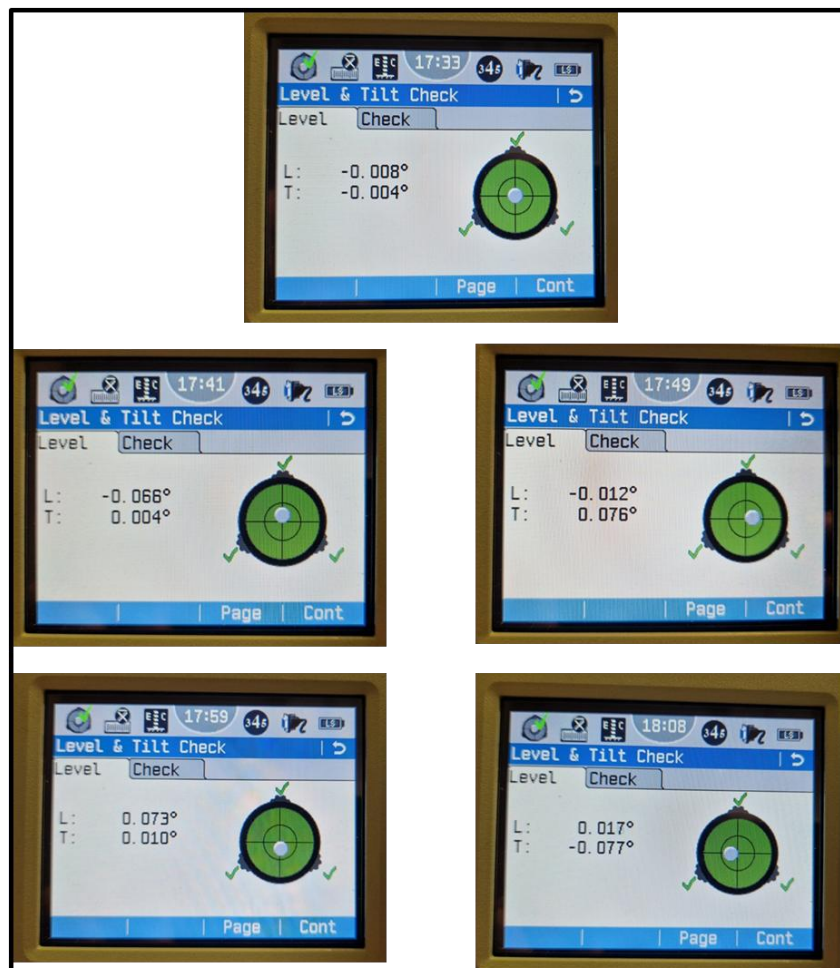 17:33
345
Level & Tilt Check
Level Check
L: -0.008°
T: -0.004°
Page Cont
17:41
345
Level & Tilt Check
Level Check
L: -0.066°
T: 0.004°
Page Cont
17:49
345
Level & Tilt Check
Level Check
L: -0.012°
T: 0.076°
Page Cont
17:59
345
Level & Tilt Check
Level Check
L: 0.073°
T: 0.010°
Page Cont
18:08
345
Level & Tilt Check
Level Check
L: 0.017°
T: -0.077°
Page Cont